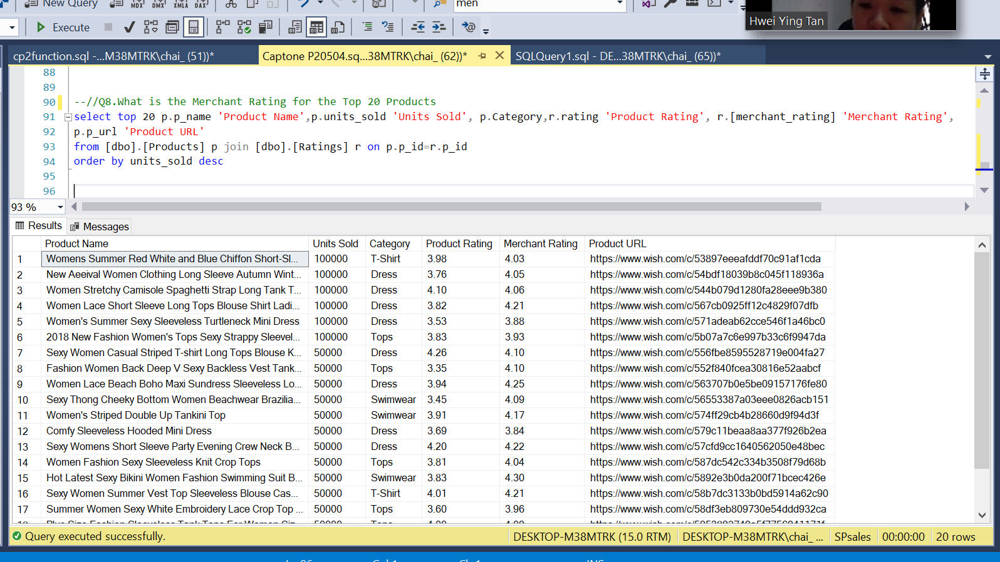 New Query
MDX
DMX
XMLA
DAX
men
Execute
Hwei Ying Tan
cp2function.sql -...M38MTRK\chai_ (51))*
Captone P20504.sq...38MTRK\chai_ (62))*
SQLQuery1.sql - DE...38MTRK\chai_ (65))*
88
89
90 --//Q8.What is the Merchant Rating for the Top 20 Products
91 select top 20 p.p_name 'Product Name',p.units_sold 'Units Sold', p.Category,r.rating 'Product Rating', r.[merchant_rating] 'Merchant Rating',
92 p.p_url 'Product URL'
93 from [dbo].[Products] p join [dbo].[Ratings] r on p.p_id=r.p_id
94 order by units_sold desc
95
96
93 %
Results Messages
Product Name Units Sold Category Product Rating Merchant Rating Product URL
1 Womens Summer Red White and Blue Chiffon Short-Sl... 100000 T-Shirt 3.98 4.03 https://www.wish.com/c/53897eeeafddf70c91af1cda
2 New Aeeival Women Clothing Long Sleeve Autumn Wint... 100000 Dress 3.76 4.05 https://www.wish.com/c/54bdf18039b8c045f118936a
3 Women Stretchy Camisole Spaghetti Strap Long Tank T... 100000 Dress 4.10 4.06 https://www.wish.com/c/544b079d1280fa28eee9b380
4 Women Lace Short Sleeve Long Tops Blouse Shirt Ladi... 100000 Dress 3.82 4.21 https://www.wish.com/c/567cb0925ff12c4829f07dfb
5 Women's Summer Sexy Sleeveless Turtleneck Mini Dress 100000 Dress 3.53 3.88 https://www.wish.com/c/571adeab62cce546f1a46bc0
6 2018 New Fashion Women's Tops Sexy Strappy Sleevel... 100000 Tops 3.83 3.93 https://www.wish.com/c/5b07a7c6e997b33c6f9947da
7 Sexy Women Casual Striped T-shirt Long Tops Blouse K... 50000 Dress 4.26 4.10 https://www.wish.com/c/556fbe8595528719e004fa27
8 Fashion Women Back Deep V Sexy Backless Vest Tank... 50000 Tops 3.35 4.10 https://www.wish.com/c/552f840fcea30816e52aabcf
9 Women Lace Beach Boho Maxi Sundress Sleeveless Lo... 50000 Dress 3.94 4.25 https://www.wish.com/c/563707b0e5be09157176fe80
10 Sexy Thong Cheeky Bottom Women Beachwear Brazilia... 50000 Swimwear 3.45 4.09 https://www.wish.com/c/56553387a03eee0826acb151
11 Women's Striped Double Up Tankini Top 50000 Swimwear 3.91 4.17 https://www.wish.com/c/574ff29cb4b28660d9f94d3f
12 Comfy Sleeveless Hooded Mini Dress 50000 Dress 3.69 3.84 https://www.wish.com/c/579c11beaa8aa377f926b2ea
13 Sexy Womens Short Sleeve Party Evening Crew Neck B... 50000 Dress 4.20 4.22 https://www.wish.com/c/57cfd9cc1640562050e48bec
14 Women Fashion Sexy Sleeveless Knit Crop Tops 50000 Tops 3.81 4.04 https://www.wish.com/c/587dc542c334b3508f79d68b
15 Hot Latest Sexy Bikini Women Fashion Swimming Suit B... 50000 Swimwear 3.83 4.30 https://www.wish.com/c/5892e3b0da200f71bcec426e
16 Sexy Women Summer Vest Top Sleeveless Blouse Cas... 50000 T-Shirt 4.01 4.21 https://www.wish.com/c/58b7dc3133b0bd5914a62c90
17 Summer Women Sexy White Embroidery Lace Crop Top ... 50000 Tops 3.60 3.96 https://www.wish.com/c/58df3eb809730e54ddd932ca
Query executed successfully. DESKTOP-M38MTRK (15.0 RTM) DESKTOP-M38MTRK\chai_ ... SPsales 00:00:00 20 rows